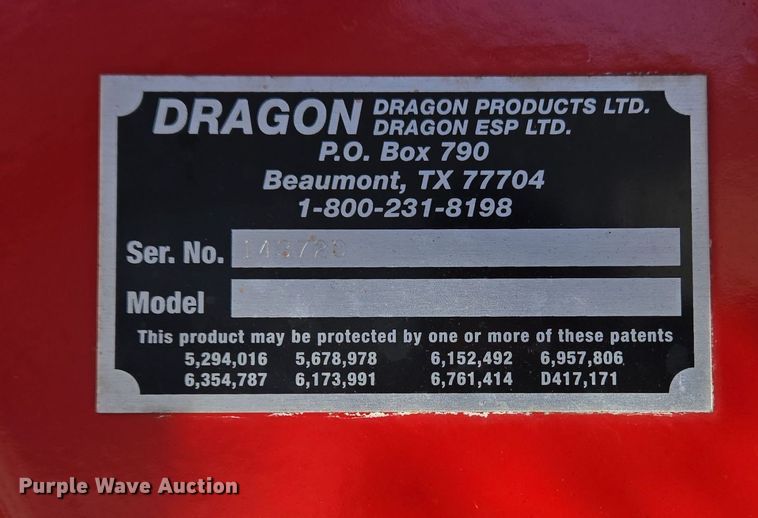 DRAGON DRAGON PRODUCTS LTD.
DRAGON ESP LTD.
P.O. Box 790
Beaumont, TX 77704
1-800-231-8198
Ser. No.
Model
This product may be protected by one or more of these patents
5,294,016 5,678,978 6,152,492 6,957,806
6,354,787 6,173,991 6,761,414 D417,171
Purple Wave Auction